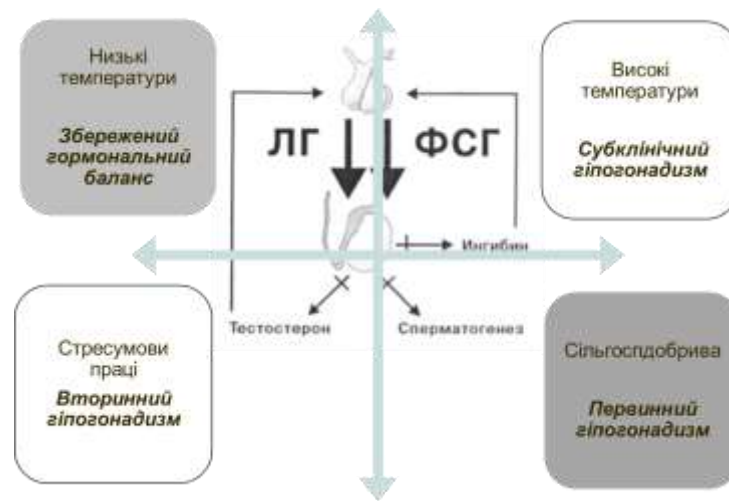 Низькі
температури
Збережений
гормональний
баланс
ЛГ ФСГ
Високі
температури
Субклінічний
гіпогонадизм
Ингибин
Тестостерон
Сперматогенез
Стресумови
праці
Вторинний
гіпогонадизм
Сільгоспдобрива
Первинний
гіпогонадизм